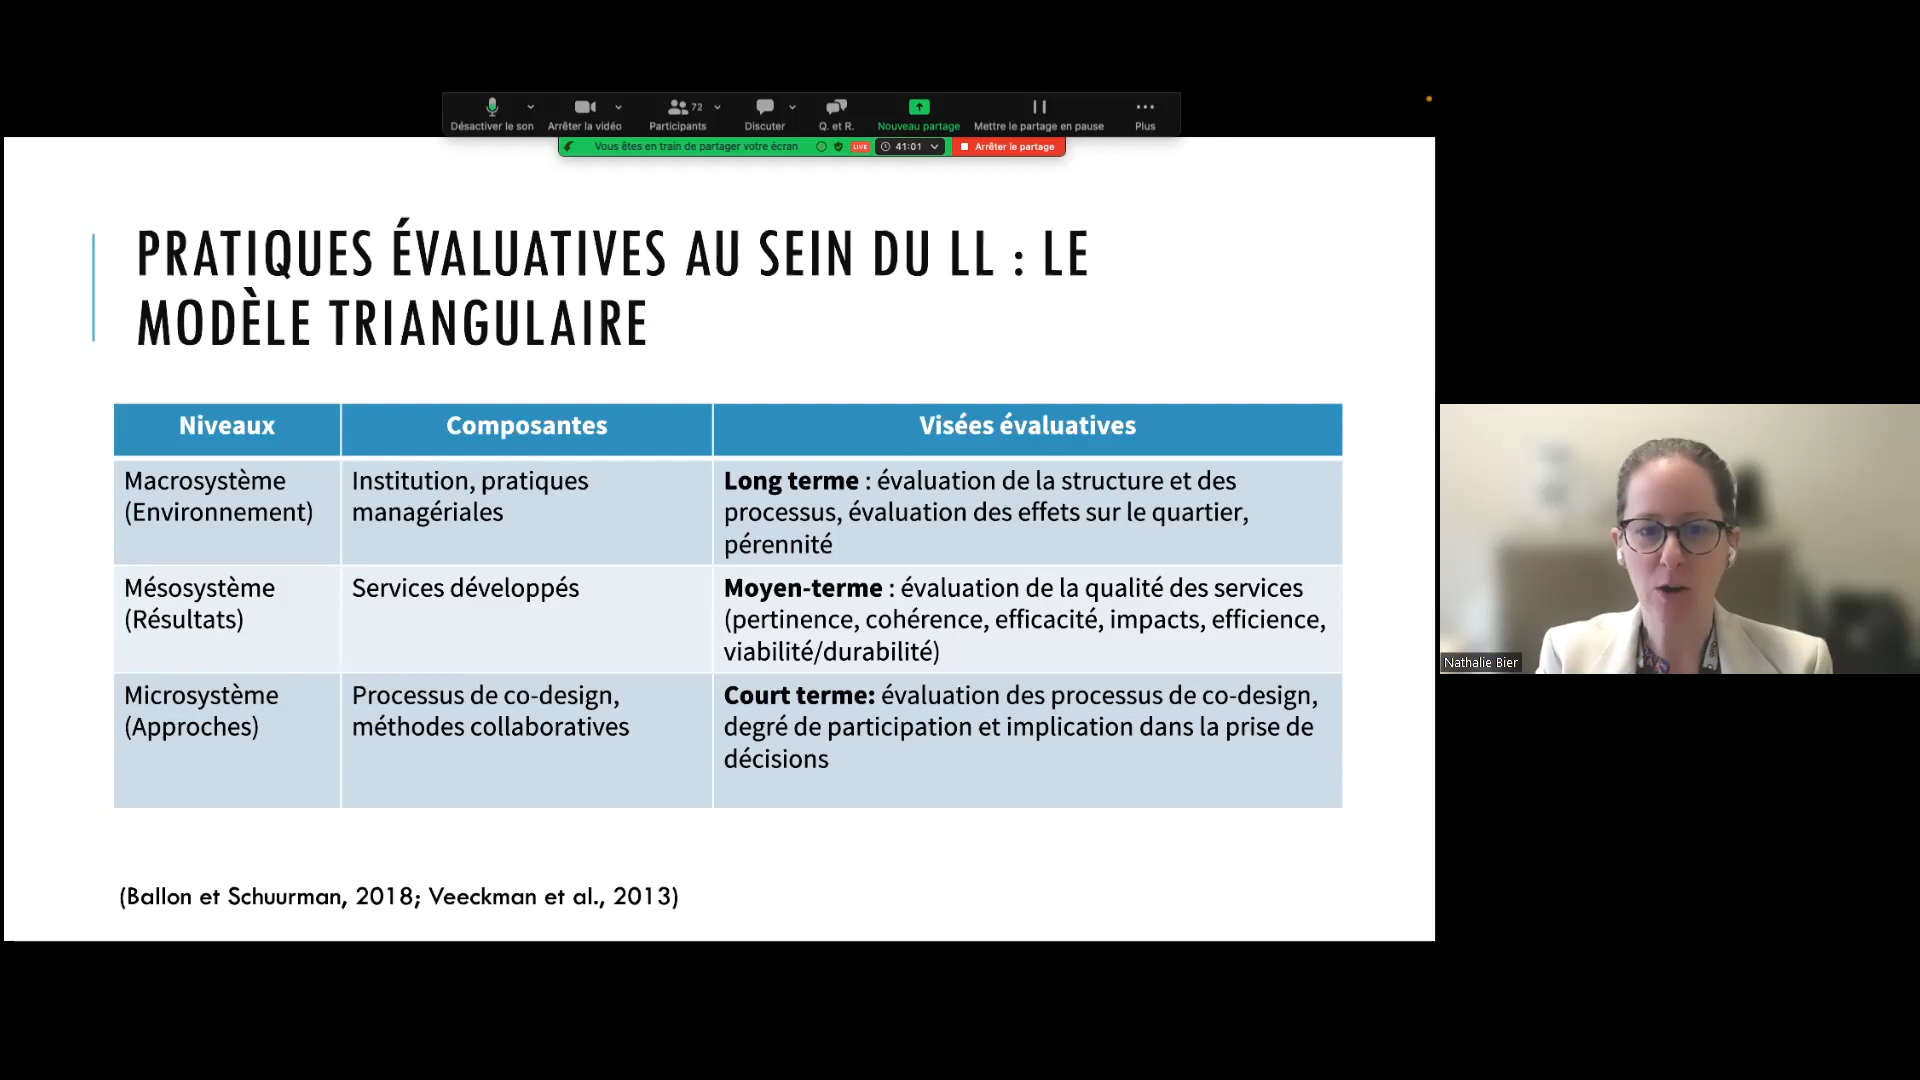 72
Désactiver le son
Arrêter la vidéo
Participants
Discuter
Q. et R.
Nouveau partage
Mettre le partage en pause
Plus
Vous êtes en train de partager votre écran
LIVE
41:01
Arrêter le partage
PRATIQUES ÉVALUATIVES AU SEIN DU LL : LE
MODÈLE TRIANGULAIRE
Niveaux
Composantes
Visées évaluatives
Macrosystème
(Environnement)
Institution, pratiques
managériales
Long terme : évaluation de la structure et des
processus, évaluation des effets sur le quartier,
pérennité
Mésosystème
(Résultats)
Services développés
Moyen-terme : évaluation de la qualité des services
(pertinence, cohérence, efficacité, impacts, efficience,
viabilité/durabilité)
Microsystème
(Approches)
Processus de co-design,
méthodes collaboratives
Court terme: évaluation des processus de co-design,
degré de participation et implication dans la prise de
décisions
(Ballon et Schuurman, 2018; Veeckman et al., 2013)
Nathalie Bier